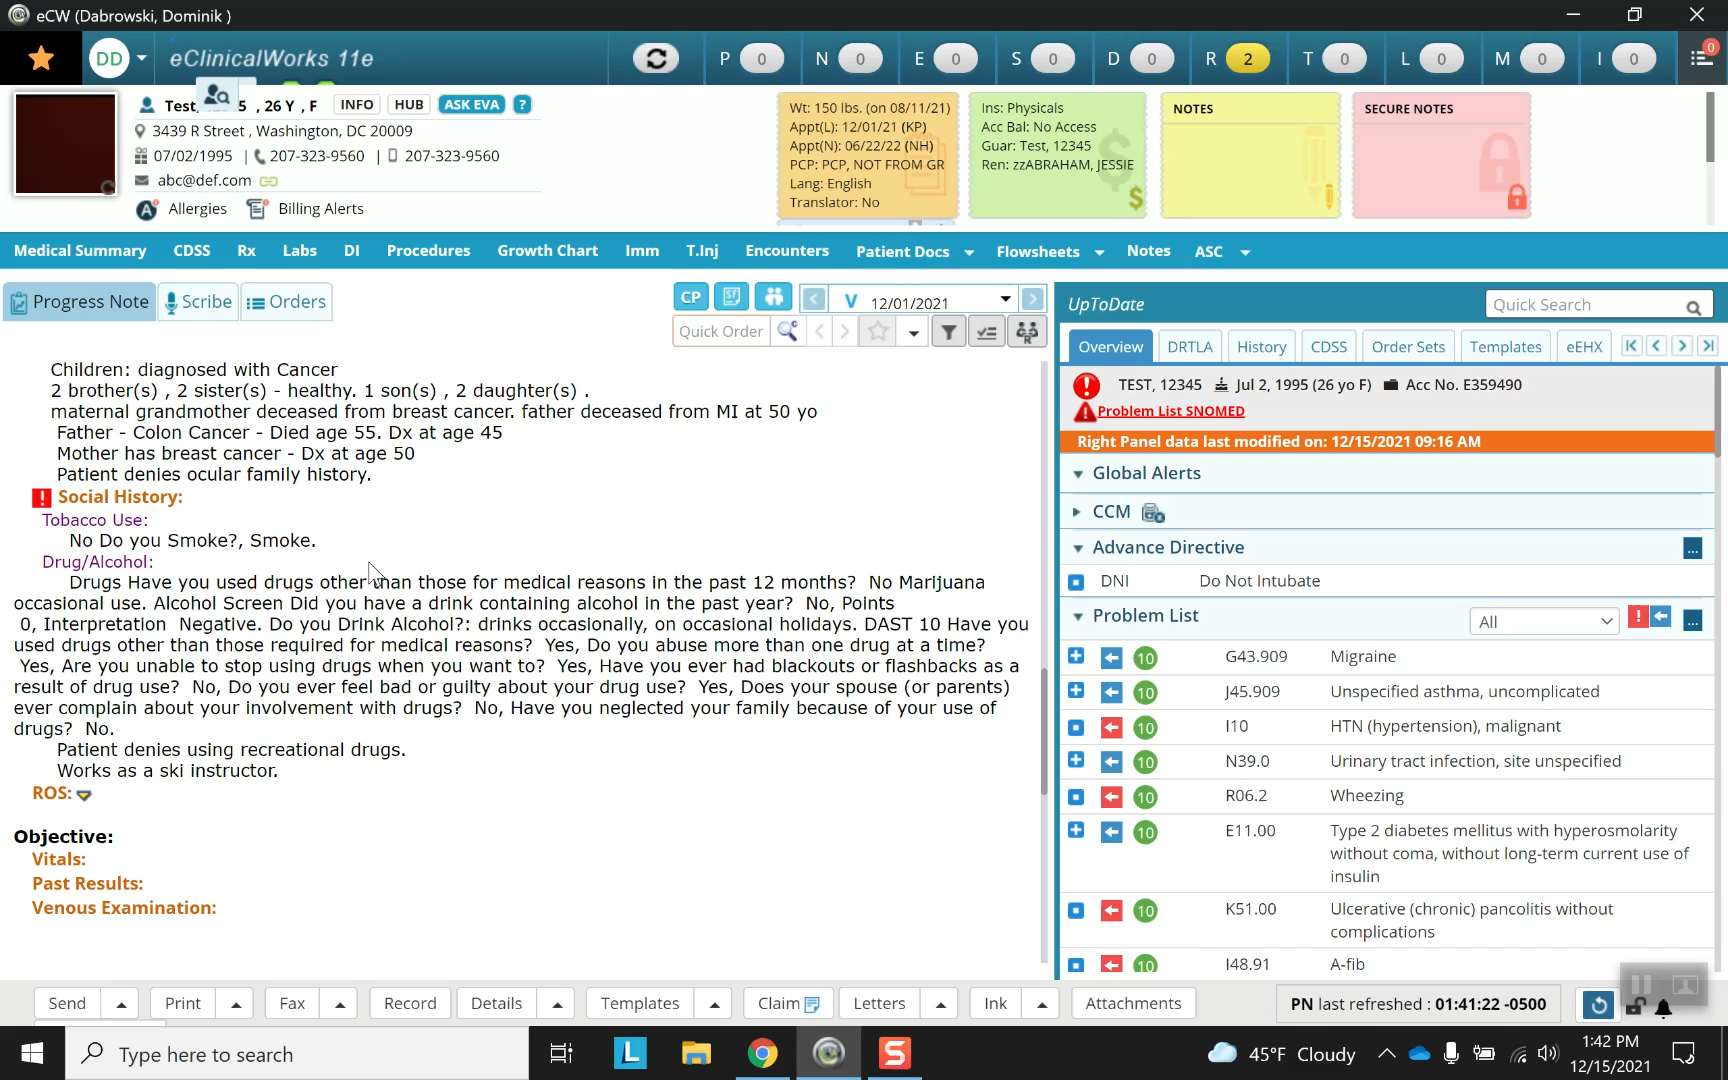 eCW (Dabrowski, Dominik )
DD
eClinicalWorks 11e
P 0
N 0
E 0
S 0
D 0
R 2
T 0
L 0
M 0
I 0
0
Test, 5 , 26 Y , F INFO HUB ASK EVA ?
3439 R Street , Washington, DC 20009
07/02/1995 | 207-323-9560 | 207-323-9560
abc@def.com
Allergies Billing Alerts
Wt: 150 lbs. (on 08/11/21)
Appt(L): 12/01/21 (KP)
Appt(N): 06/22/22 (NH)
PCP: PCP, NOT FROM GR
Lang: English
Translator: No
Ins: Physicals
Acc Bal: No Access
Guar: Test, 12345
Ren: zzABRAHAM, JESSIE
NOTES
SECURE NOTES
Medical Summary CDSS Rx Labs DI Procedures Growth Chart Imm T.Inj Encounters Patient Docs Flowsheets Notes ASC
Progress Note Scribe Orders
CP V 12/01/2021
Quick Order
Children: diagnosed with Cancer
2 brother(s) , 2 sister(s) - healthy. 1 son(s) , 2 daughter(s) .
maternal grandmother deceased from breast cancer. father deceased from MI at 50 yo
Father - Colon Cancer - Died age 55. Dx at age 45
Mother has breast cancer - Dx at age 50
Patient denies ocular family history.
Social History:
Tobacco Use:
No Do you Smoke?, Smoke.
Drug/Alcohol:
Drugs Have you used drugs other than those for medical reasons in the past 12 months? No Marijuana
occasional use. Alcohol Screen Did you have a drink containing alcohol in the past year? No, Points
0, Interpretation Negative. Do you Drink Alcohol?: drinks occasionally, on occasional holidays. DAST 10 Have you
used drugs other than those required for medical reasons? Yes, Do you abuse more than one drug at a time?
Yes, Are you unable to stop using drugs when you want to? Yes, Have you ever had blackouts or flashbacks as a
result of drug use? No, Do you ever feel bad or guilty about your drug use? Yes, Does your spouse (or parents)
ever complain about your involvement with drugs? No, Have you neglected your family because of your use of
drugs? No.
Patient denies using recreational drugs.
Works as a ski instructor.
ROS:
Objective:
Vitals:
Past Results:
Venous Examination:
UpToDate
Quick Search
Overview DRTLA History CDSS Order Sets Templates eEHX
TEST, 12345 Jul 2, 1995 (26 yo F) Acc No. E359490
Problem List SNOMED
Right Panel data last modified on: 12/15/2021 09:16 AM
Global Alerts
CCM
Advance Directive ...
DNI Do Not Intubate
Problem List All ! ...
10 G43.909 Migraine
10 J45.909 Unspecified asthma, uncomplicated
10 I10 HTN (hypertension), malignant
10 N39.0 Urinary tract infection, site unspecified
10 R06.2 Wheezing
10 E11.00 Type 2 diabetes mellitus with hyperosmolarity
without coma, without long-term current use of
insulin
10 K51.00 Ulcerative (chronic) pancolitis without
complications
10 I48.91 A-fib
Send Print Fax Record Details Templates Claim Letters Ink Attachments
PN last refreshed : 01:41:22 -0500
Type here to search
L
S
45°F Cloudy
1:42 PM
12/15/2021